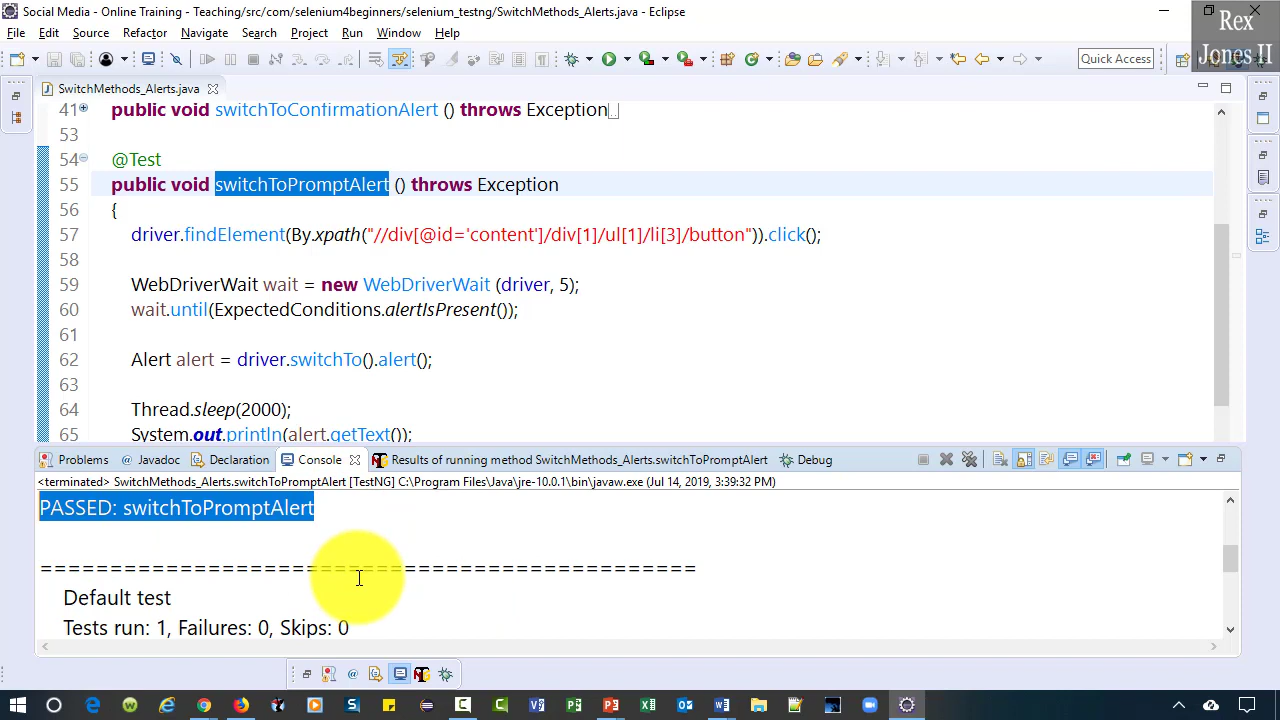 Social Media - Online Training - Teaching/src/com/selenium4beginners/selenium_testng/SwitchMethods_Alerts.java - Eclipse
Rex
Jones II
File Edit Source Refactor Navigate Search Project Run Window Help
Quick Access
SwitchMethods_Alerts.java
41 public void switchToConfirmationAlert () throws Exception
53
54 @Test
55 public void switchToPromptAlert () throws Exception
56 {
57 driver.findElement(By.xpath("//div[@id='content']/div[1]/ul[1]/li[3]/button")).click();
58
59 WebDriverWait wait = new WebDriverWait (driver, 5);
60 wait.until(ExpectedConditions.alertIsPresent());
61
62 Alert alert = driver.switchTo().alert();
63
64 Thread.sleep(2000);
65 System.out.println(alert.getText());
Problems @ Javadoc Declaration Console Results of running method SwitchMethods_Alerts.switchToPromptAlert Debug
<terminated> SwitchMethods_Alerts.switchToPromptAlert [TestNG] C:\Program Files\Java\jre-10.0.1\bin\javaw.exe (Jul 14, 2019, 3:39:32 PM)
PASSED: switchToPromptAlert
===============================================
Default test
Tests run: 1, Failures: 0, Skips: 0